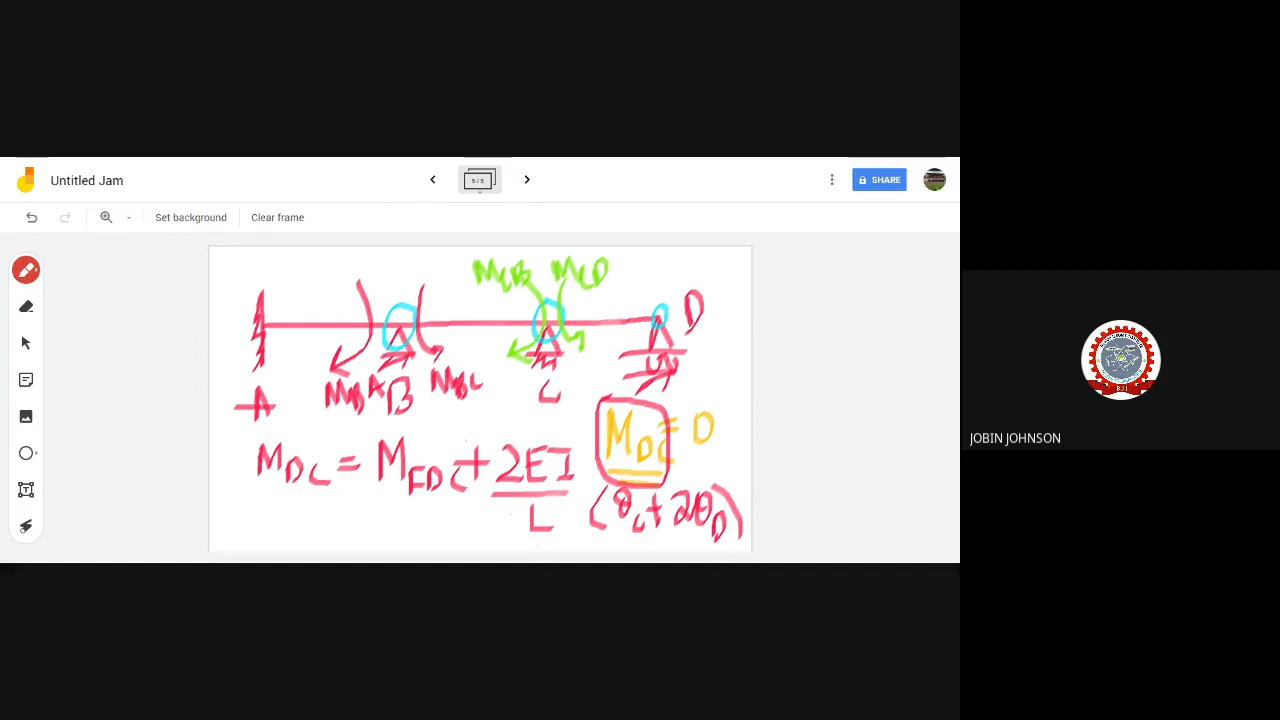 Untitled Jam
5 / 5
SHARE
Set background
Clear frame
MCB MCD
D
A
MBA B MBC
C
MDC = 0
MDC = MFDC + 2EI/L (θC + 2θD)
BJI
JOBIN JOHNSON